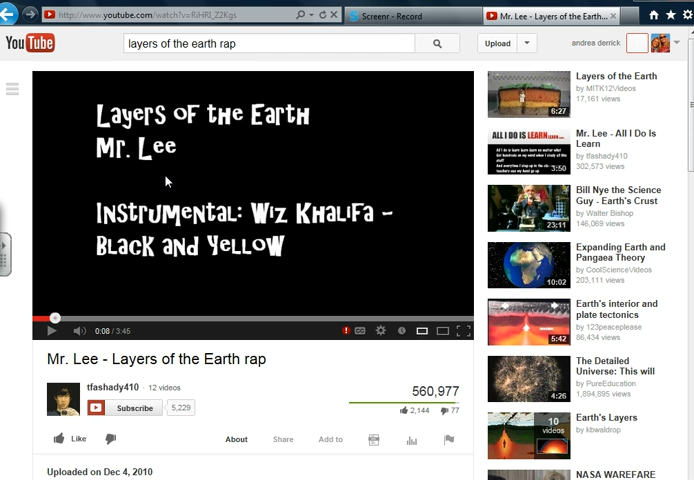 http://www.youtube.com/watch?v=RiHRI_Z2Kgs
Screenr - Record
Mr. Lee - Layers of the Earth...
YouTube
layers of the earth rap
Upload
andrea derrick
Layers of the Earth
Mr. Lee
Instrumental: Wiz Khalifa -
Black and Yellow
0:08 / 3:45
Mr. Lee - Layers of the Earth rap
tfashady410 · 12 videos
Subscribe
5,229
560,977
2,144
77
Like
About
Share
Add to
Uploaded on Dec 4, 2010
6:27
Layers of the Earth
by MITK12Videos
17,161 views
ALL I DO IS LEARN
3:50
Mr. Lee - All I Do Is
Learn
by tfashady410
302,573 views
23:11
Bill Nye the Science
Guy - Earth's Crust
by Walter Bishop
146,069 views
10:02
Expanding Earth and
Pangaea Theory
by CoolScienceVideos
203,111 views
5:42
Earth's interior and
plate tectonics
by 123peaceplease
86,434 views
4:26
The Detailed
Universe: This will
by PureEducation
1,894,895 views
10
videos
Earth's Layers
by kbwaldrop
NASA WARFARE